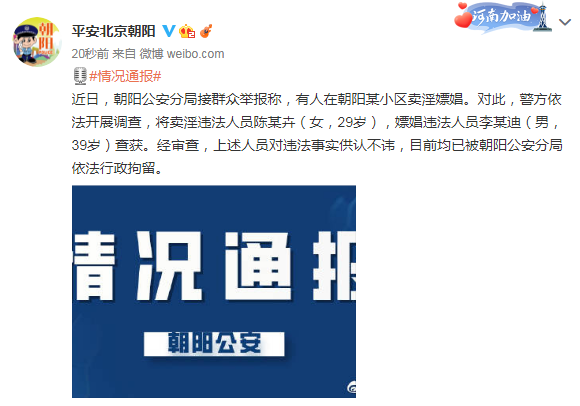 河南加油
朝阳
平安北京朝阳
20秒前 来自 微博 weibo.com
#情况通报#
近日，朝阳公安分局接群众举报称，有人在朝阳某小区卖淫嫖娼。对此，警方依
法开展调查，将卖淫违法人员陈某卉（女，29岁），嫖娼违法人员李某迪（男，
39岁）查获。经审查，上述人员对违法事实供认不讳，目前均已被朝阳公安分局
依法行政拘留。
情况通报
朝阳公安